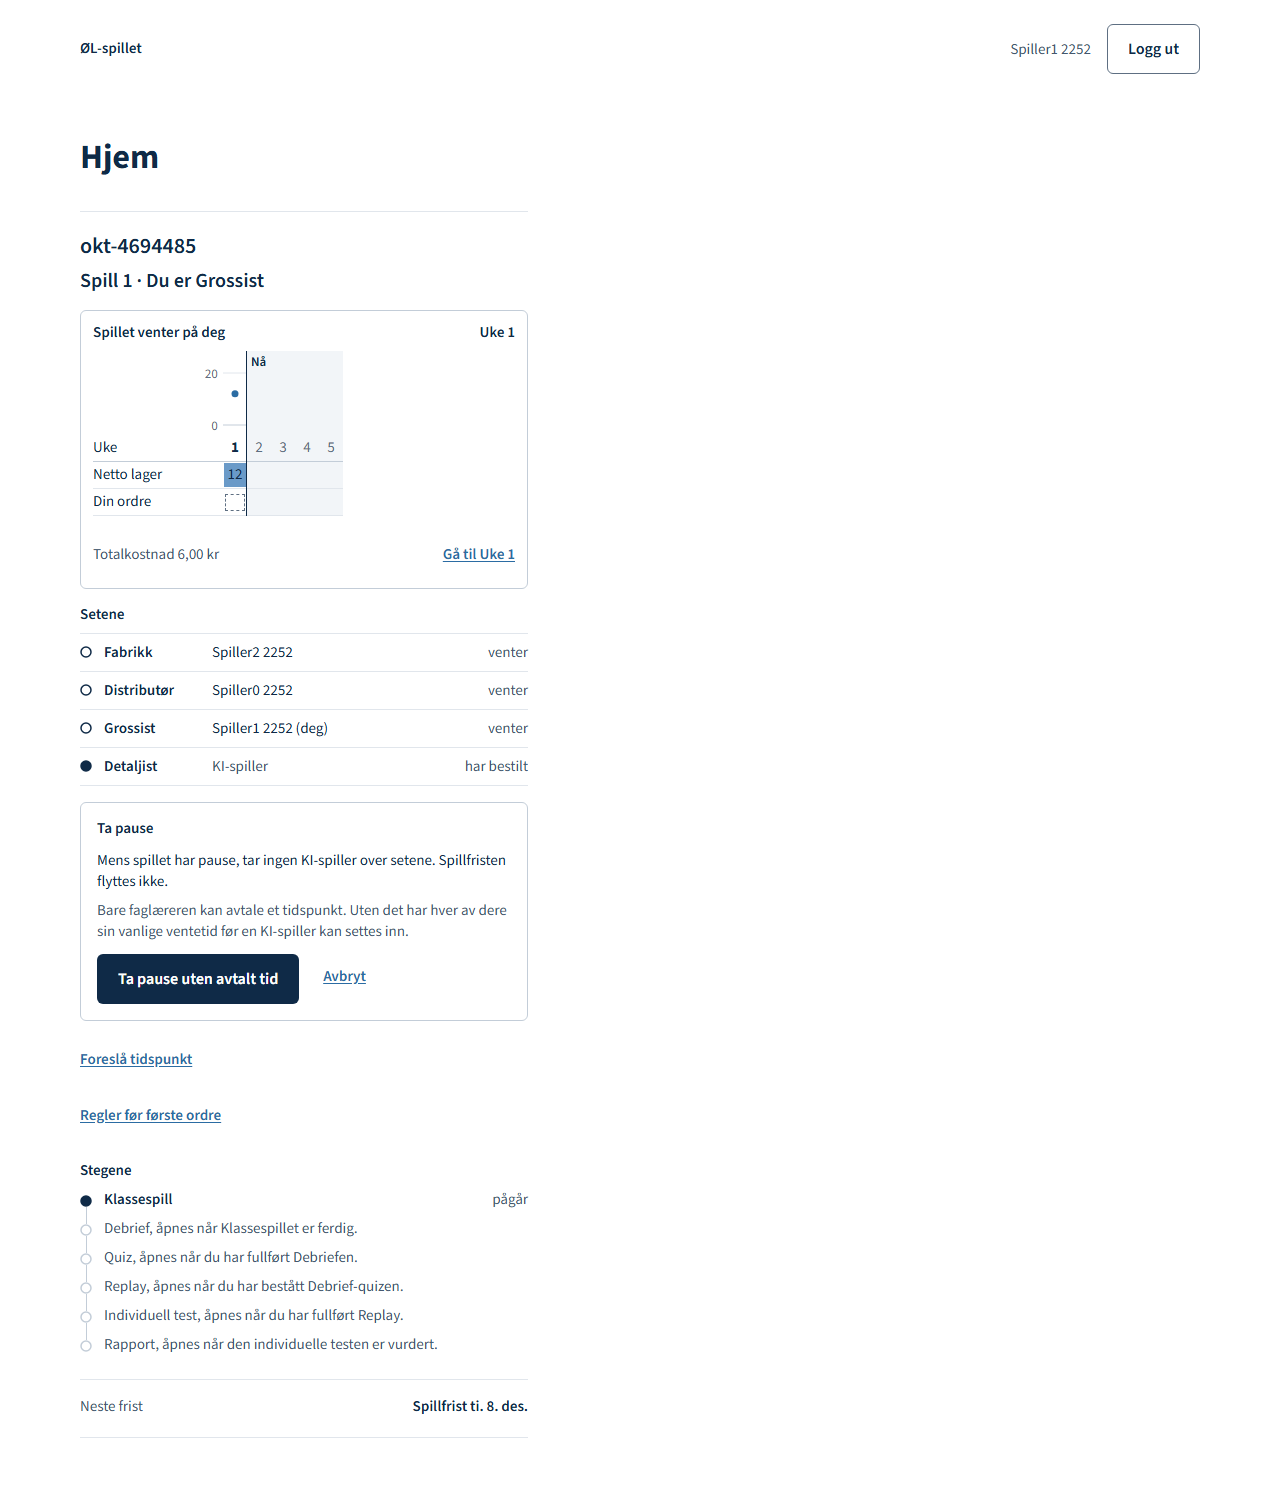 ØL-spillet
Spiller1 2252
Logg ut
Hjem
okt-4694485
Spill 1 · Du er Grossist
Spillet venter på deg
Uke 1
Nå
20
0
Uke 1 2 3 4 5
Netto lager 12
Din ordre
Totalkostnad 6,00 kr
Gå til Uke 1
Setene
Fabrikk Spiller2 2252 venter
Distributør Spiller0 2252 venter
Grossist Spiller1 2252 (deg) venter
Detaljist KI-spiller har bestilt
Ta pause
Mens spillet har pause, tar ingen KI-spiller over setene. Spillfristen
flyttes ikke.
Bare faglæreren kan avtale et tidspunkt. Uten det har hver av dere
sin vanlige ventetid før en KI-spiller kan settes inn.
Ta pause uten avtalt tid
Avbryt
Foreslå tidspunkt
Regler før første ordre
Stegene
Klassespill pågår
Debrief, åpnes når Klassespillet er ferdig.
Quiz, åpnes når du har fullført Debriefen.
Replay, åpnes når du har bestått Debrief-quizen.
Individuell test, åpnes når du har fullført Replay.
Rapport, åpnes når den individuelle testen er vurdert.
Neste frist Spillfrist ti. 8. des.